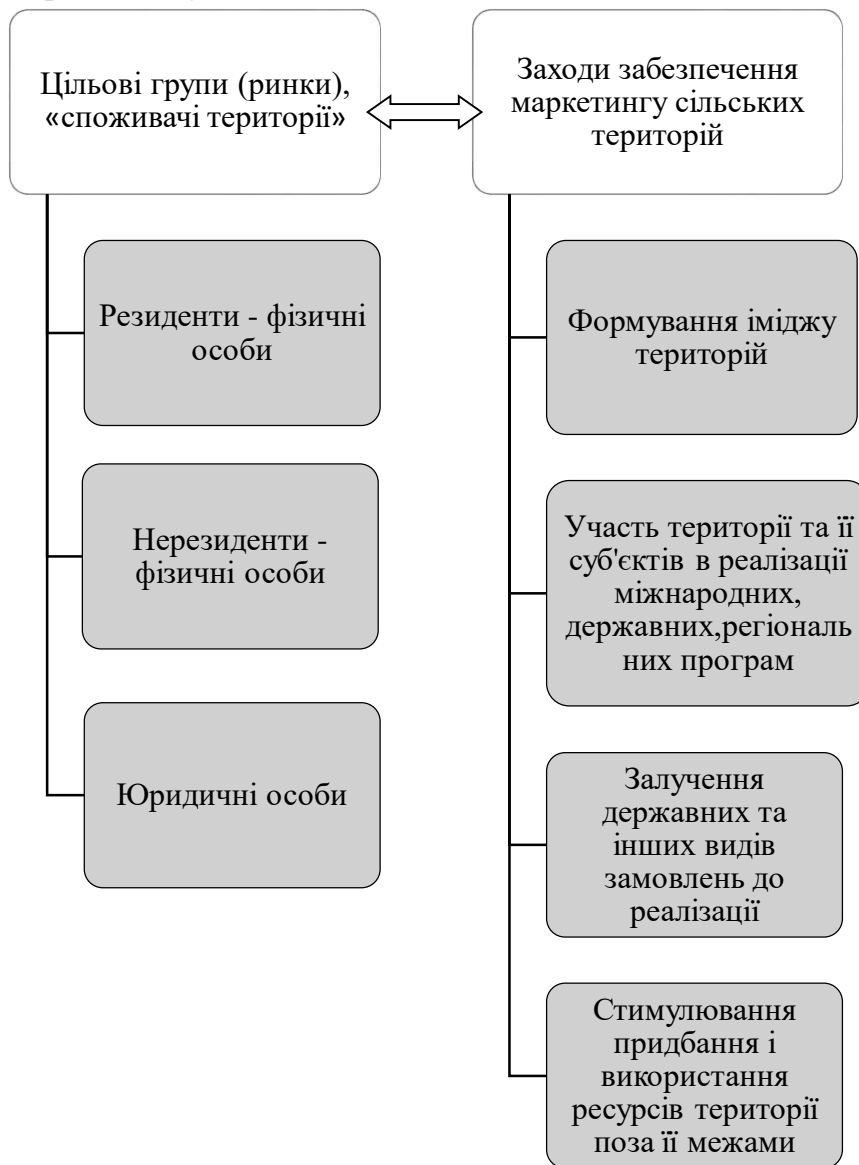 Цільові групи (ринки),
«споживачі території»
Заходи забезпечення
маркетингу сільських
територій
Резиденти - фізичні
особи
Нерезиденти -
фізичні особи
Юридичні особи
Формування іміджу
територій
Участь території та її
суб'єктів в реалізації
міжнародних,
державних,регіональ
них програм
Залучення
державних та
інших видів
замовлень до
реалізації
Стимулювання
придбання і
використання
ресурсів території
поза її межами